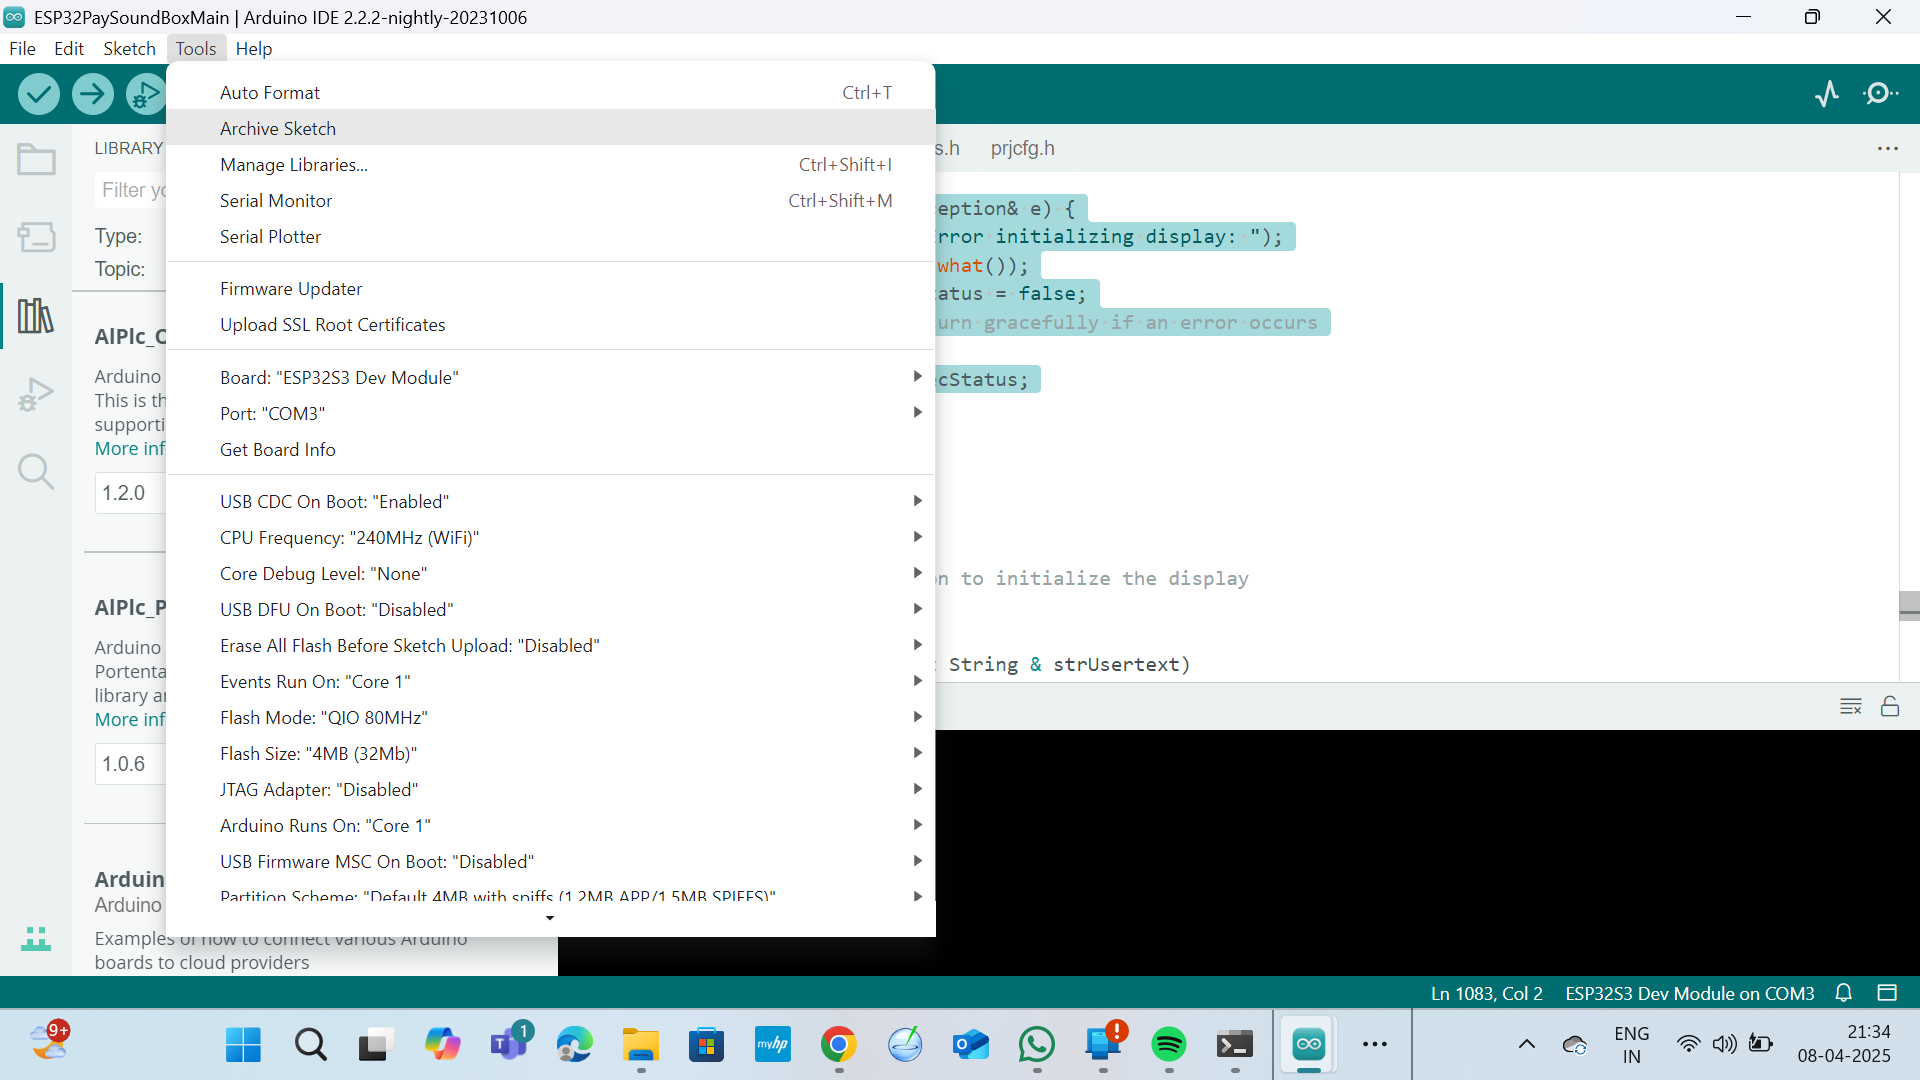 ESP32PaySoundBoxMain | Arduino IDE 2.2.2-nightly-20231006
File Edit Sketch Tools Help
Auto Format Ctrl+T
Archive Sketch
Manage Libraries... Ctrl+Shift+I
Serial Monitor Ctrl+Shift+M
Serial Plotter
Firmware Updater
Upload SSL Root Certificates
Board: "ESP32S3 Dev Module"
Port: "COM3"
Get Board Info
USB CDC On Boot: "Enabled"
CPU Frequency: "240MHz (WiFi)"
Core Debug Level: "None"
USB DFU On Boot: "Disabled"
Erase All Flash Before Sketch Upload: "Disabled"
Events Run On: "Core 1"
Flash Mode: "QIO 80MHz"
Flash Size: "4MB (32Mb)"
JTAG Adapter: "Disabled"
Arduino Runs On: "Core 1"
USB Firmware MSC On Boot: "Disabled"
Partition Scheme: "Default 4MB with spiffs (1.2MB APP/1.5MB SPIFFS)"
LIBRARY
Filter yo
Type:
Topic:
AlPlc_O
Arduino
This is th
supporti
More inf
1.2.0
AlPlc_P
Arduino
Portenta
library an
More inf
1.0.6
Arduin
Arduino
Examples of how to connect various Arduino
boards to cloud providers
s.h prjcfg.h
eption& e) {
rror initializing display: ");
what());
atus = false;
urn gracefully if an error occurs
cStatus;
n to initialize the display
String & strUsertext)
Ln 1083, Col 2 ESP32S3 Dev Module on COM3
9+
1
myhp
ENG
IN
21:34
08-04-2025